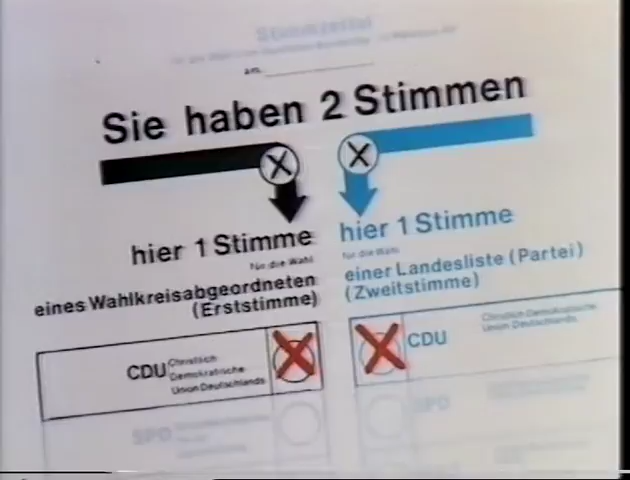 Stimmzettel
am
Sie haben 2 Stimmen
X
X
hier 1 Stimme
für die Wahl
eines Wahlkreisabgeordneten
(Erststimme)
hier 1 Stimme
für die Wahl
einer Landesliste (Partei)
(Zweitstimme)
CDU Christlich
Demokratische
Union Deutschlands
X
X
CDU
Christlich Demokratische
Union Deutschlands
SPD
SPD